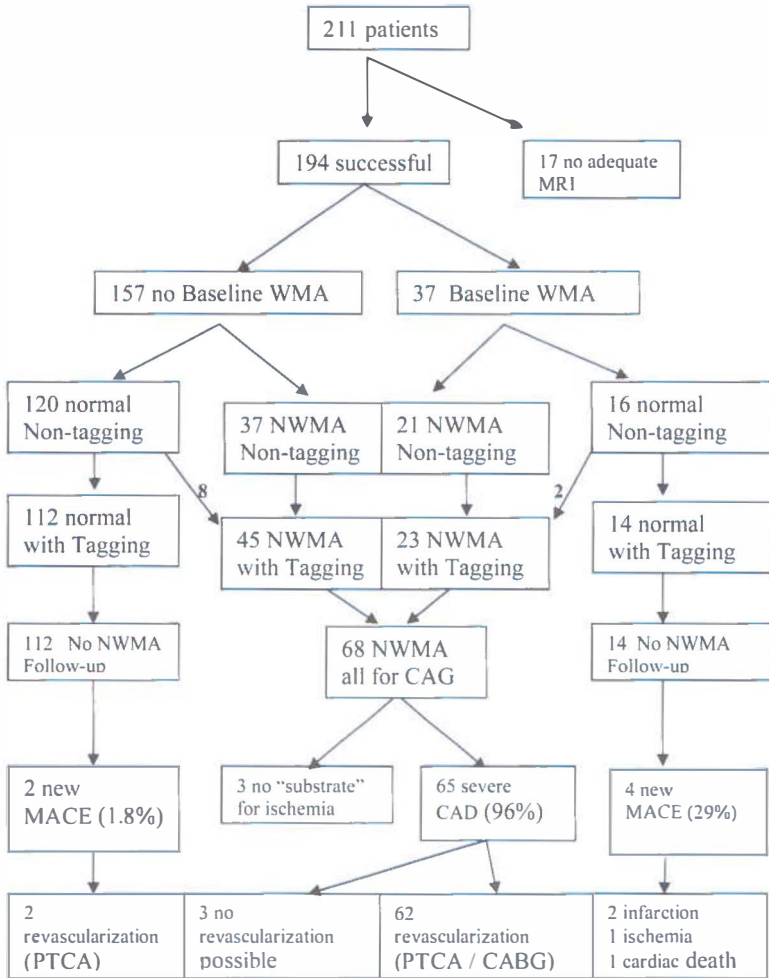 211 patients
194 successful
17 no adequate
MRI
157 no Baseline WMA
37 Baseline WMA
120 normal
Non-tagging
37 NWMA
Non-tagging
21 NWMA
Non-tagging
16 normal
Non-tagging
8
2
112 normal
with Tagging
45 NWMA
with Tagging
23 NWMA
with Tagging
14 normal
with Tagging
112 No NWMA
Follow-up
68 NWMA
all for CAG
14 No NWMA
Follow-up
2 new
MACE (1.8%)
3 no "substrate"
for ischemia
65 severe
CAD (96%)
4 new
MACE (29%)
2
revascularization
(PTCA)
3 no
revascularization
possible
62
revascularization
(PTCA / CABG)
2 infarction
1 ischemia
1 cardiac death